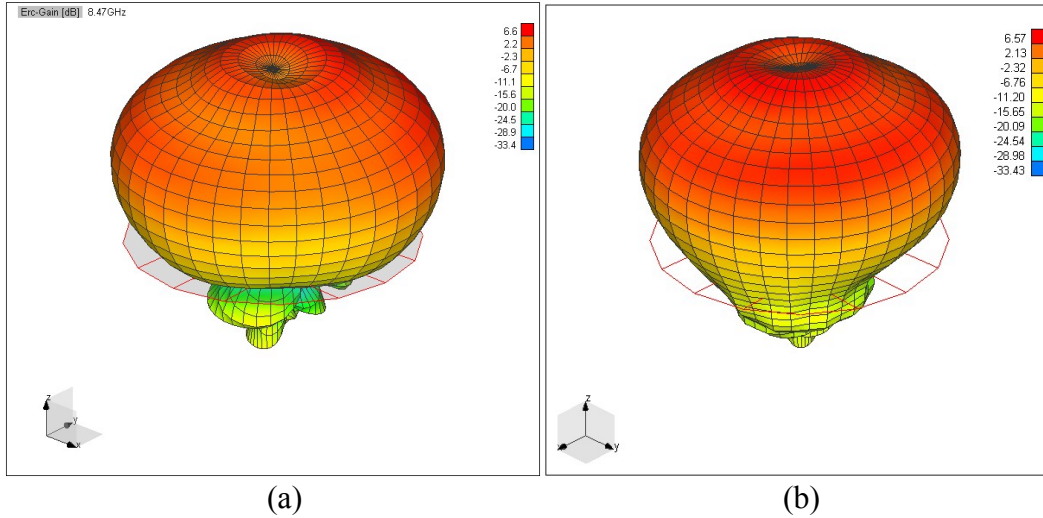 Erc-Gain [dB] 8.47GHz
6.6
2.2
-2.3
-6.7
-11.1
-15.6
-20.0
-24.5
-28.9
-33.4
z
y
x
(a)
6.57
2.13
-2.32
-6.76
-11.20
-15.65
-20.09
-24.54
-28.98
-33.43
z
x
y
(b)